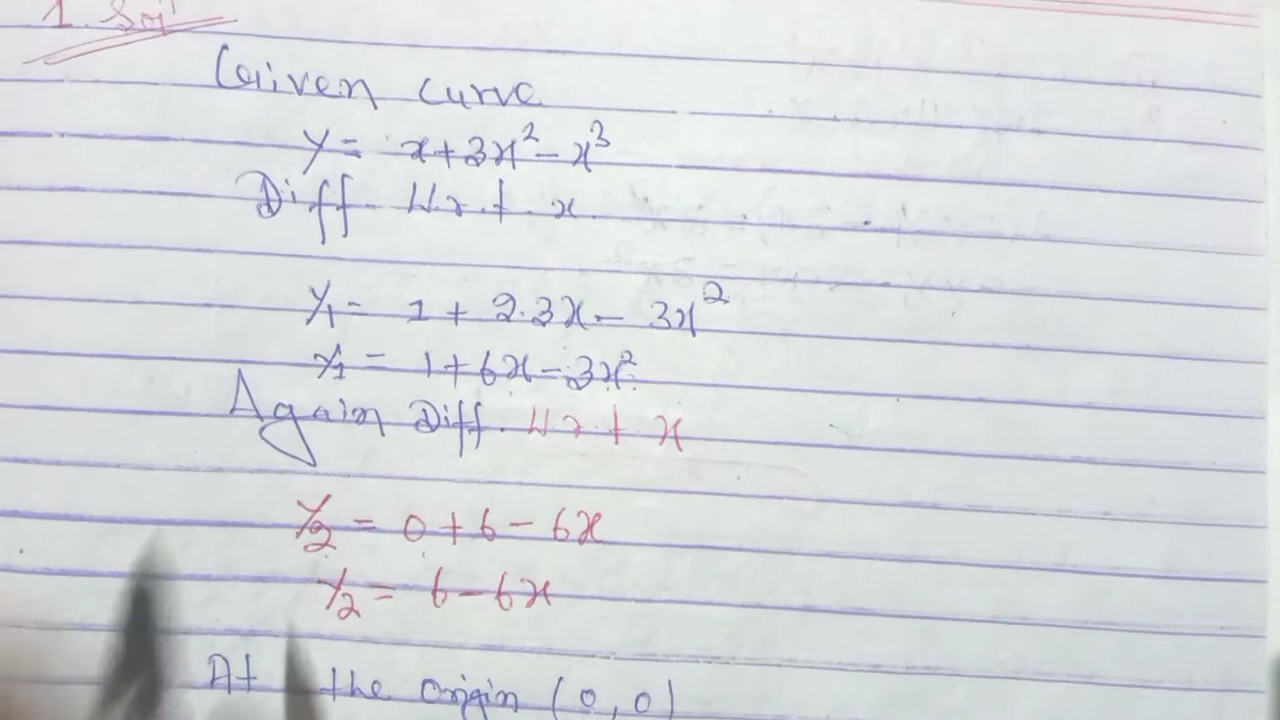 1. Sol
Given curve
y = x+3x²-x³
Diff. W.r.t. x.
y₁ = 1 + 2.3x - 3x²
y₁ = 1+6x-3x²
Again Diff. W.r.t x
y₂ = 0+6-6x
y₂ = 6-6x
At the origin (0,0)